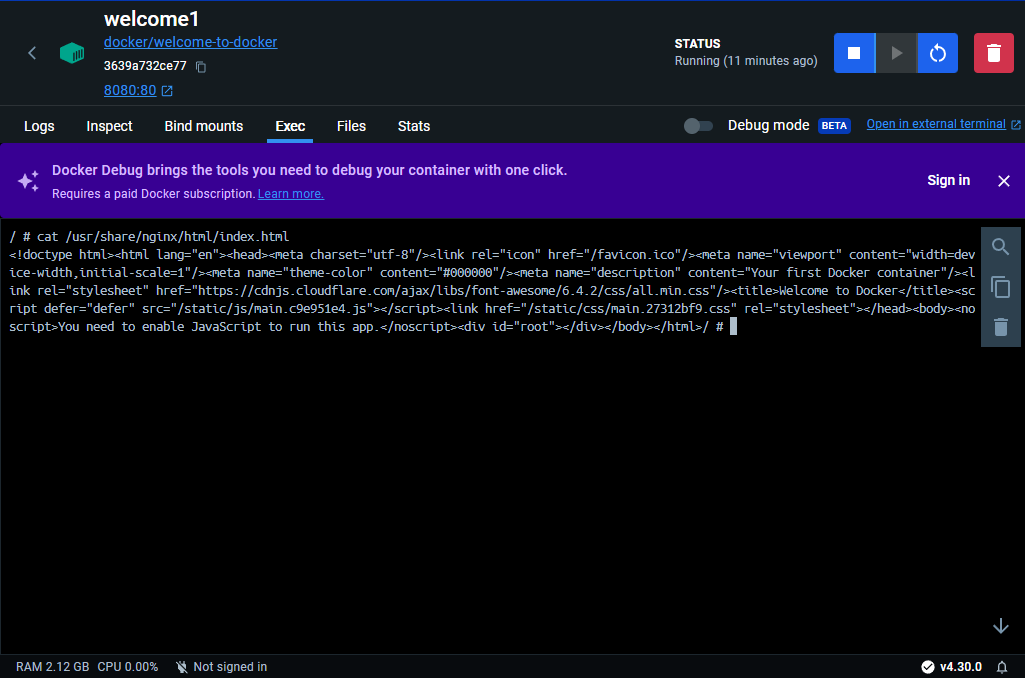 welcome1
docker/welcome-to-docker
3639a732ce77
8080:80
STATUS
Running (11 minutes ago)
Logs Inspect Bind mounts Exec Files Stats Debug mode BETA Open in external terminal
Docker Debug brings the tools you need to debug your container with one click.
Requires a paid Docker subscription. Learn more.
Sign in
/ # cat /usr/share/nginx/html/index.html
<!doctype html><html lang="en"><head><meta charset="utf-8"/><link rel="icon" href="/favicon.ico"/><meta name="viewport" content="width=dev
ice-width,initial-scale=1"/><meta name="theme-color" content="#000000"/><meta name="description" content="Your first Docker container"/><l
ink rel="stylesheet" href="https://cdnjs.cloudflare.com/ajax/libs/font-awesome/6.4.2/css/all.min.css"/><title>Welcome to Docker</title><sc
ript defer="defer" src="/static/js/main.c9e951e4.js"></script><link href="/static/css/main.27312bf9.css" rel="stylesheet"></head><body><no
script>You need to enable JavaScript to run this app.</noscript><div id="root"></div></body></html>/ #
RAM 2.12 GB CPU 0.00% Not signed in v4.30.0